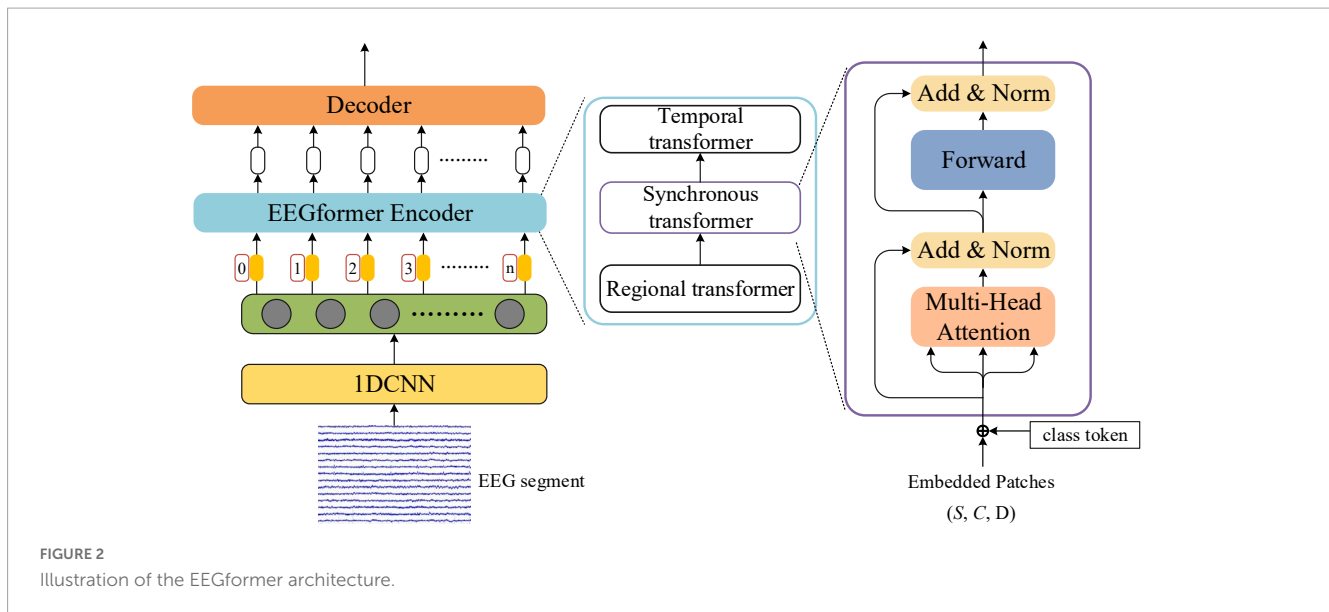 Decoder
EEGformer Encoder
0 1 2 3 n
1DCNN
EEG segment
Temporal
transformer
Synchronous
transformer
Regional transformer
Add & Norm
Forward
Add & Norm
Multi-Head
Attention
class token
Embedded Patches
(S, C, D)
FIGURE 2
Illustration of the EEGformer architecture.